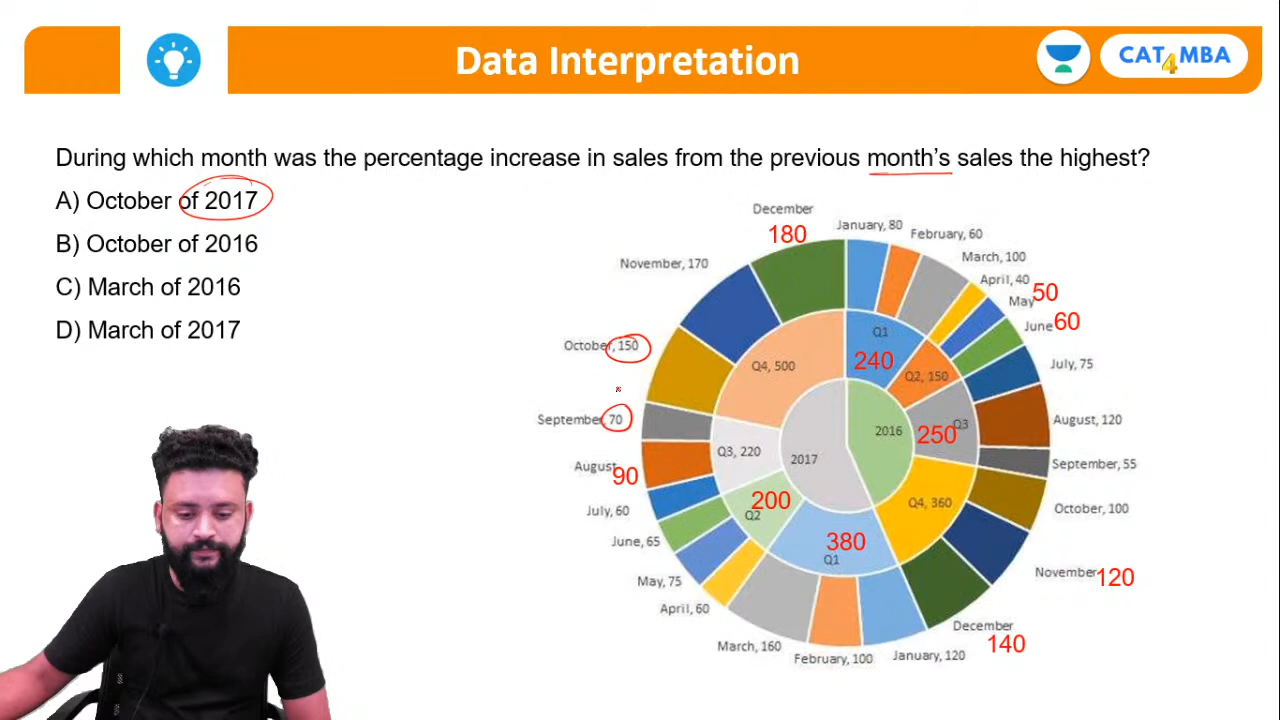 Data Interpretation
CAT4MBA
During which month was the percentage increase in sales from the previous month's sales the highest?
A) October of 2017
B) October of 2016
C) March of 2016
D) March of 2017
December
180
January, 80
February, 60
March, 100
April, 40
May 50
June 60
July, 75
August, 120
September, 55
October, 100
November 120
December
140
January, 120
February, 100
March, 160
April, 60
May, 75
June, 65
July, 60
August
90
September, 70
October, 150
November, 170
Q1
240
Q2, 150
Q3
250
Q4, 360
380
Q1
200
Q2
Q3, 220
Q4, 500
2016
2017